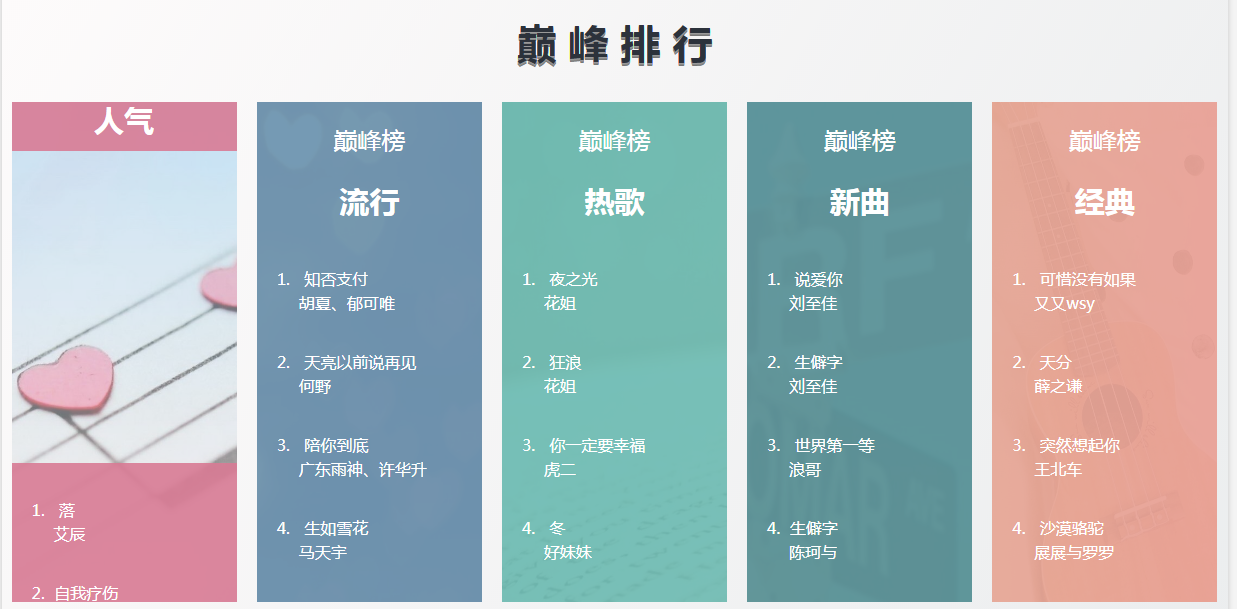 巅峰排行
人气
1. 落
艾辰
2. 自我疗伤
巅峰榜
流行
1. 知否支付
胡夏、郁可唯
2. 天亮以前说再见
何野
3. 陪你到底
广东雨神、许华升
4. 生如雪花
马天宇
巅峰榜
热歌
1. 夜之光
花姐
2. 狂浪
花姐
3. 你一定要幸福
虎二
4. 冬
好妹妹
巅峰榜
新曲
1. 说爱你
刘至佳
2. 生僻字
刘至佳
3. 世界第一等
浪哥
4. 生僻字
陈珂与
巅峰榜
经典
1. 可惜没有如果
又又wsy
2. 天分
薛之谦
3. 突然想起你
王北车
4. 沙漠骆驼
展展与罗罗